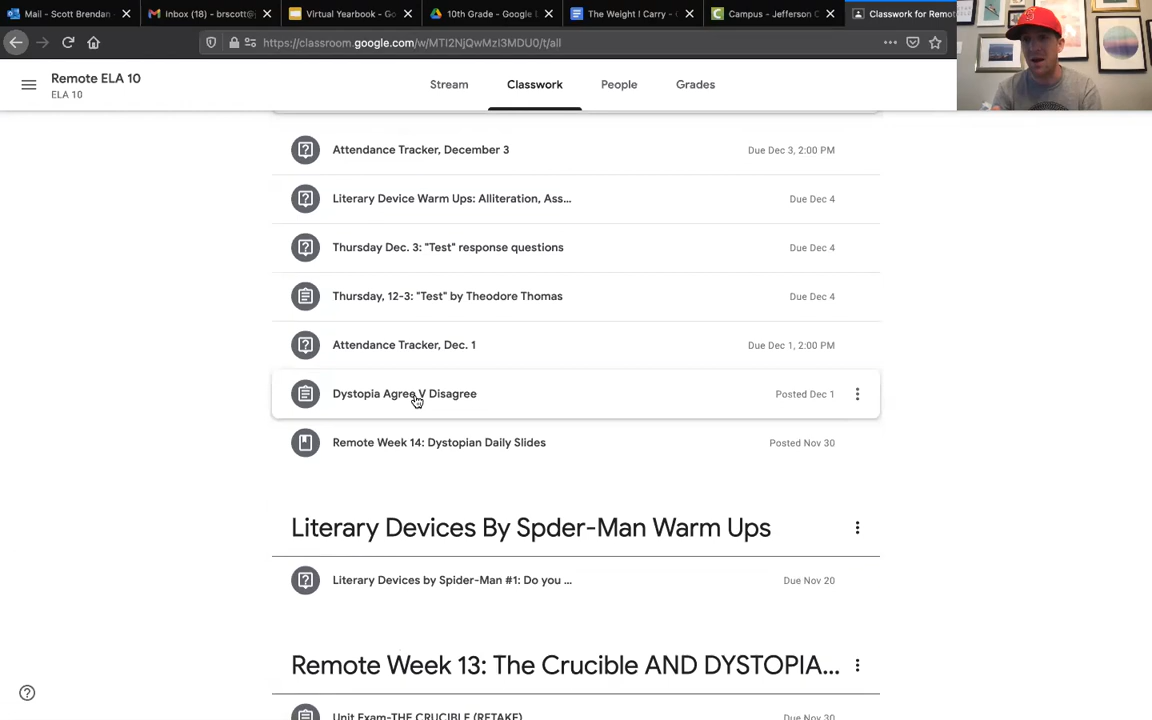 Mail - Scott Brendan
Inbox (18) - brscott@
Virtual Yearbook - Go
10th Grade - Google
The Weight I Carry -
Campus - Jefferson C
Classwork for Remot
https://classroom.google.com/w/MTI2NjQwMzI3MDU0/t/all
Remote ELA 10
ELA 10
Stream
Classwork
People
Grades
Attendance Tracker, December 3
Due Dec 3, 2:00 PM
Literary Device Warm Ups: Alliteration, Ass...
Due Dec 4
Thursday Dec. 3: "Test" response questions
Due Dec 4
Thursday, 12-3: "Test" by Theodore Thomas
Due Dec 4
Attendance Tracker, Dec. 1
Due Dec 1, 2:00 PM
Dystopia Agree V Disagree
Posted Dec 1
Remote Week 14: Dystopian Daily Slides
Posted Nov 30
Literary Devices By Spder-Man Warm Ups
Literary Devices by Spider-Man #1: Do you ...
Due Nov 20
Remote Week 13: The Crucible AND DYSTOPIA...
Unit Exam-THE CRUCIBLE (RETAKE)
Due Nov 30